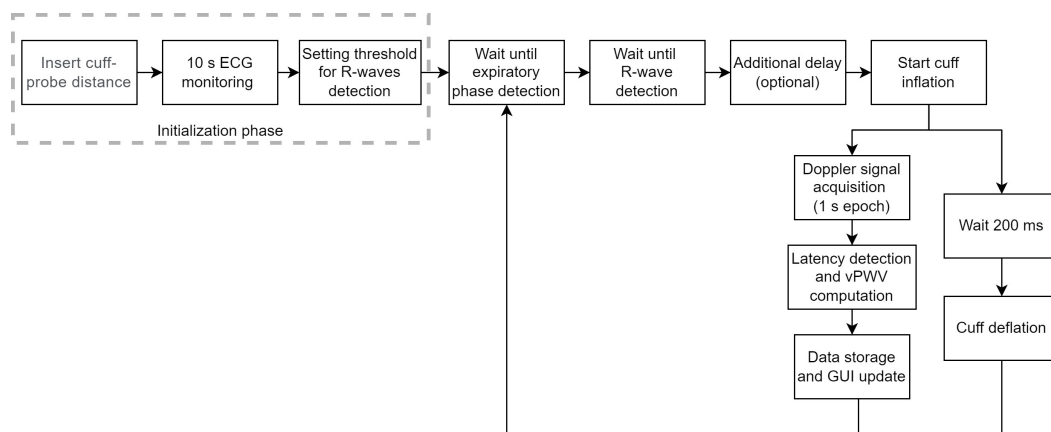 Insert cuff-
probe distance
10 s ECG
monitoring
Setting threshold
for R-waves
detection
Initialization phase
Wait until
expiratory
phase detection
Wait until
R-wave
detection
Additional delay
(optional)
Start cuff
inflation
Doppler signal
acquisition
(1 s epoch)
Latency detection
and vPWV
computation
Data storage
and GUI update
Wait 200 ms
Cuff deflation